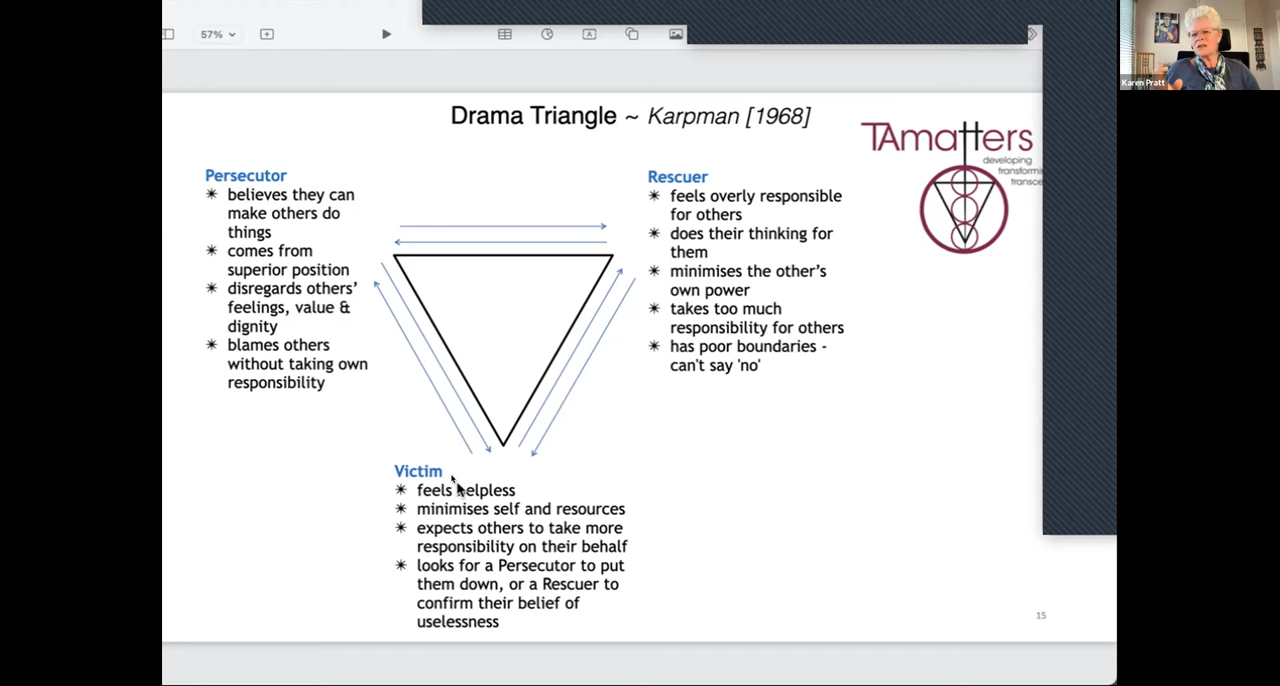 57%
Karen Pratt
Drama Triangle ~ Karpman [1968]
TAmatters
developing
Persecutor
✳ believes they can
make others do
things
✳ comes from
superior position
✳ disregards others’
feelings, value &
dignity
✳ blames others
without taking own
responsibility
Rescuer
✳ feels overly responsible
for others
✳ does their thinking for
them
✳ minimises the other’s
own power
✳ takes too much
responsibility for others
✳ has poor boundaries -
can't say 'no'
Victim
✳ feels helpless
✳ minimises self and resources
✳ expects others to take more
responsibility on their behalf
✳ looks for a Persecutor to put
them down, or a Rescuer to
confirm their belief of
uselessness
15